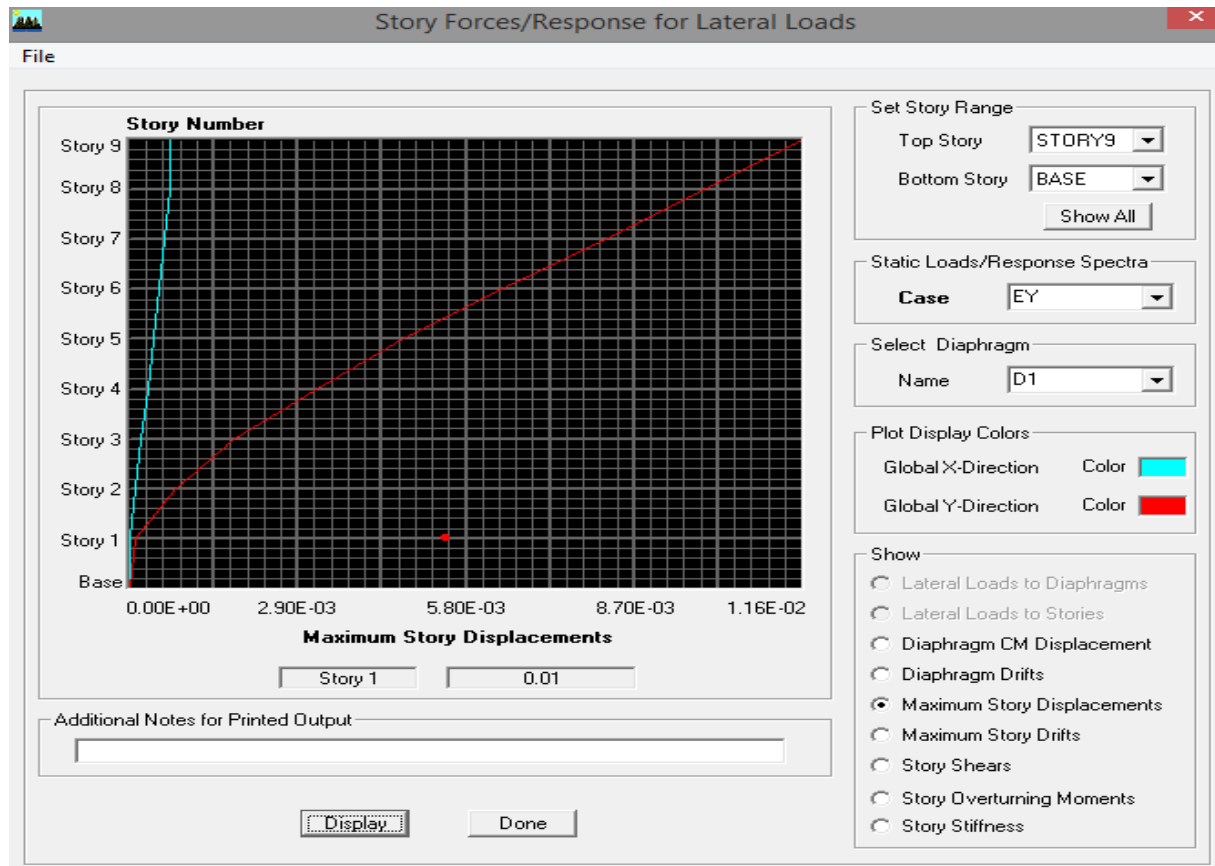 Story Forces/Response for Lateral Loads
File
Story Number
Story 9
Story 8
Story 7
Story 6
Story 5
Story 4
Story 3
Story 2
Story 1
Base
0.00E+00 2.90E-03 5.80E-03 8.70E-03 1.16E-02
Maximum Story Displacements
Story 1 0.01
Additional Notes for Printed Output
Display Done
Set Story Range
Top Story STORY9
Bottom Story BASE
Show All
Static Loads/Response Spectra
Case EY
Select Diaphragm
Name D1
Plot Display Colors
Global X-Direction Color
Global Y-Direction Color
Show
Lateral Loads to Diaphragms
Lateral Loads to Stories
Diaphragm CM Displacement
Diaphragm Drifts
Maximum Story Displacements
Maximum Story Drifts
Story Shears
Story Overturning Moments
Story Stiffness